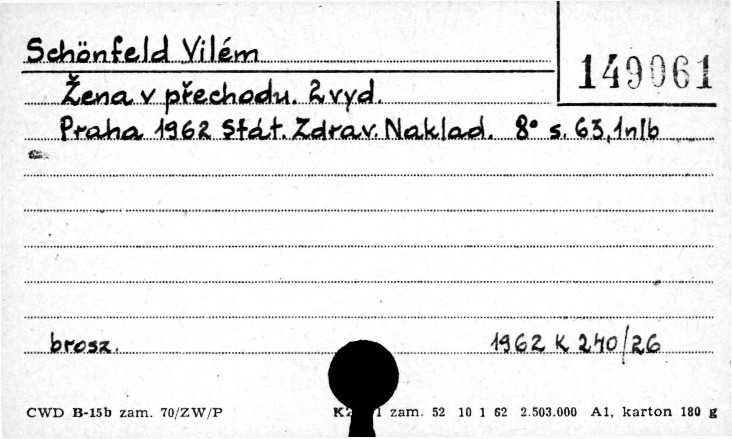 Schönfeld Vilém
149061
Žena v přechodu. 2 vyd.
Praha 1962 Stát. Zdrav. Naklad. 8° s. 63, 1 nlb
brosz.
1962 K 240/26
CWD B-15b zam. 70/ZW/P
zam. 52 10 1 62 2.503.000 A1, karton 180 g